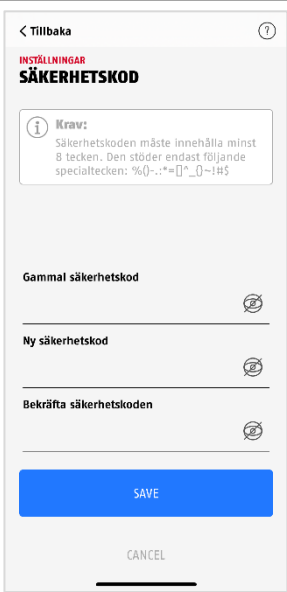 Tillbaka
?
INSTÄLLNINGAR
SÄKERHETSKOD
Krav:
Säkerhetskoden måste innehålla minst
8 tecken. Den stöder endast följande
specialtecken: %()-.:*=[]^_{}~!#$
Gammal säkerhetskod
Ny säkerhetskod
Bekräfta säkerhetskoden
SAVE
CANCEL